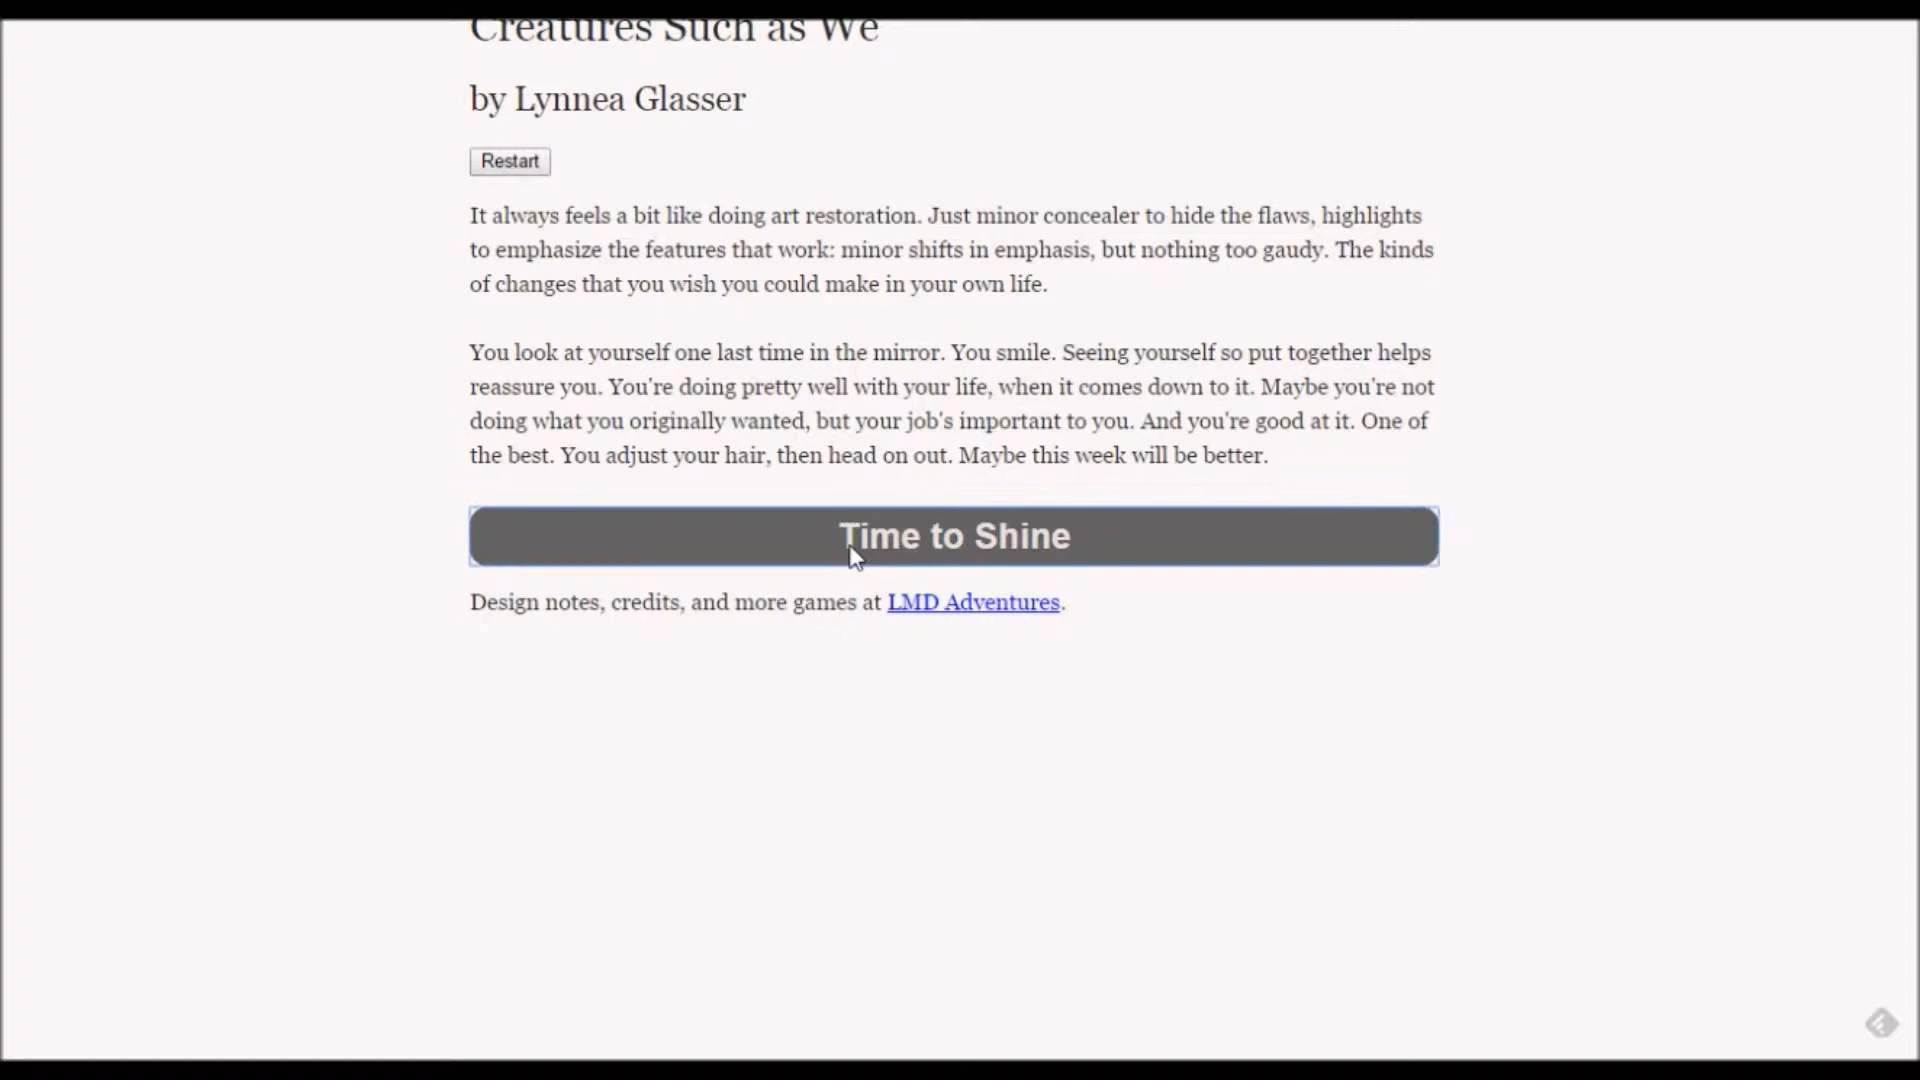 Creatures Such as We
by Lynnea Glasser
Restart
It always feels a bit like doing art restoration. Just minor concealer to hide the flaws, highlights
to emphasize the features that work: minor shifts in emphasis, but nothing too gaudy. The kinds
of changes that you wish you could make in your own life.
You look at yourself one last time in the mirror. You smile. Seeing yourself so put together helps
reassure you. You're doing pretty well with your life, when it comes down to it. Maybe you're not
doing what you originally wanted, but your job's important to you. And you're good at it. One of
the best. You adjust your hair, then head on out. Maybe this week will be better.
Time to Shine
Design notes, credits, and more games at LMD Adventures.